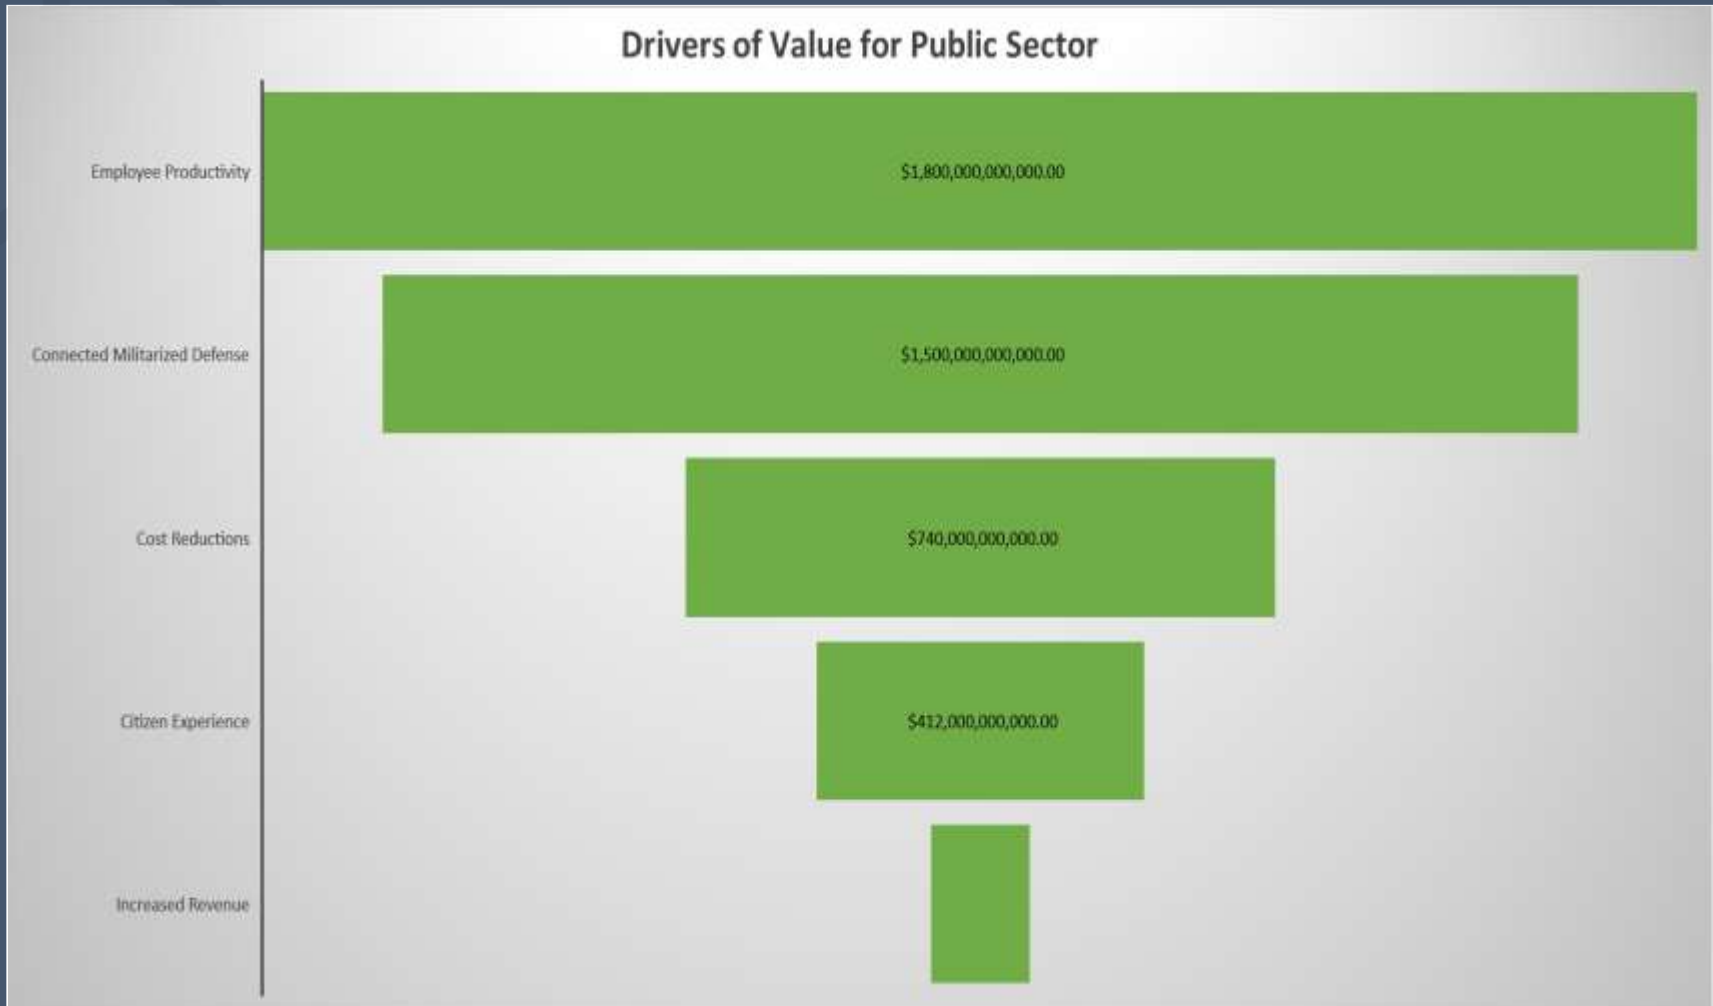 Drivers of Value for Public Sector
Employee Productivity
$1,800,000,000,000.00
Connected Militarized Defense
$1,500,000,000,000.00
Cost Reductions
$740,000,000,000.00
Citizen Experience
$412,000,000,000.00
Increased Revenue